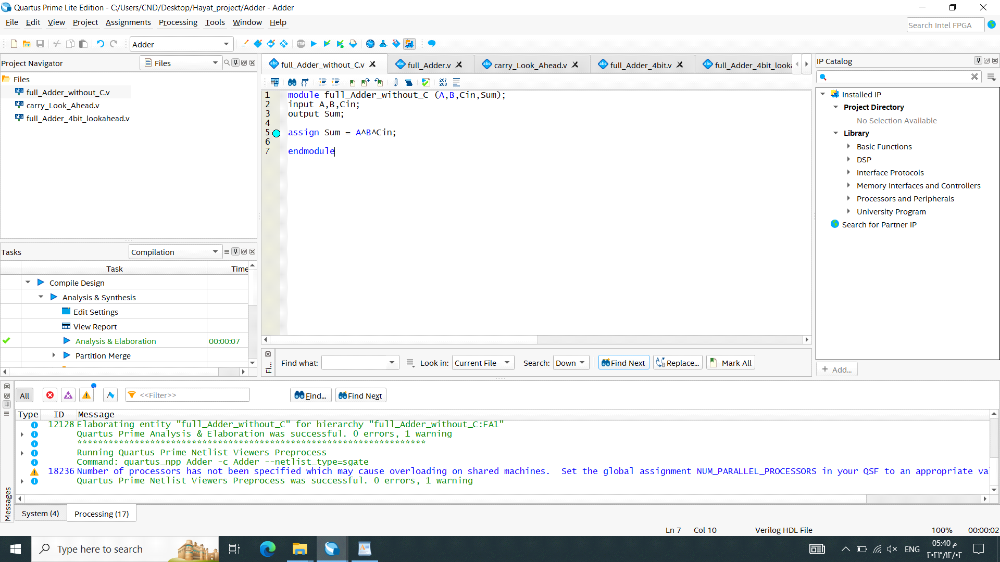 Quartus Prime Lite Edition - C:/Users/CND/Desktop/Hayat_project/Adder - Adder
File Edit View Project Assignments Processing Tools Window Help
Search Intel FPGA
STOP
Adder
Project Navigator
Files
Files
full_Adder_without_C.v
carry_Look_Ahead.v
full_Adder_4bit_lookahead.v
full_Adder_without_C.v full_Adder.v carry_Look_Ahead.v full_Adder_4bit.v full_Adder_4bit_looka
267
268
1 module full_Adder_without_C (A,B,Cin,Sum);
2 input A,B,Cin;
3 output Sum;
4
5 assign Sum = A^B^Cin;
6
7 endmodule
IP Catalog
Installed IP
Project Directory
No Selection Available
Library
Basic Functions
DSP
Interface Protocols
Memory Interfaces and Controllers
Processors and Peripherals
University Program
Search for Partner IP
+ Add...
Tasks
Compilation
Task Time
Compile Design
Analysis & Synthesis
Edit Settings
View Report
Analysis & Elaboration 00:00:07
Partition Merge
Fi...
Find what: Look in: Current File Search: Down Find Next Replace... Mark All
All <<Filter>> Find... Find Next
Type ID Message
12128 Elaborating entity "full_Adder_without_C" for hierarchy "full_Adder_without_C:FA1"
Quartus Prime Analysis & Elaboration was successful. 0 errors, 1 warning
*******************************************************************
Running Quartus Prime Netlist Viewers Preprocess
Command: quartus_npp Adder -c Adder --netlist_type=sgate
18236 Number of processors has not been specified which may cause overloading on shared machines.  Set the global assignment NUM_PARALLEL_PROCESSORS in your QSF to an appropriate va
Quartus Prime Netlist Viewers Preprocess was successful. 0 errors, 1 warning
Messages
System (4) Processing (17)
Ln 7 Col 10 Verilog HDL File 100% 00:00:02
Type here to search
ENG
05:40 م
٢٠٢٣/١٢/٠٢